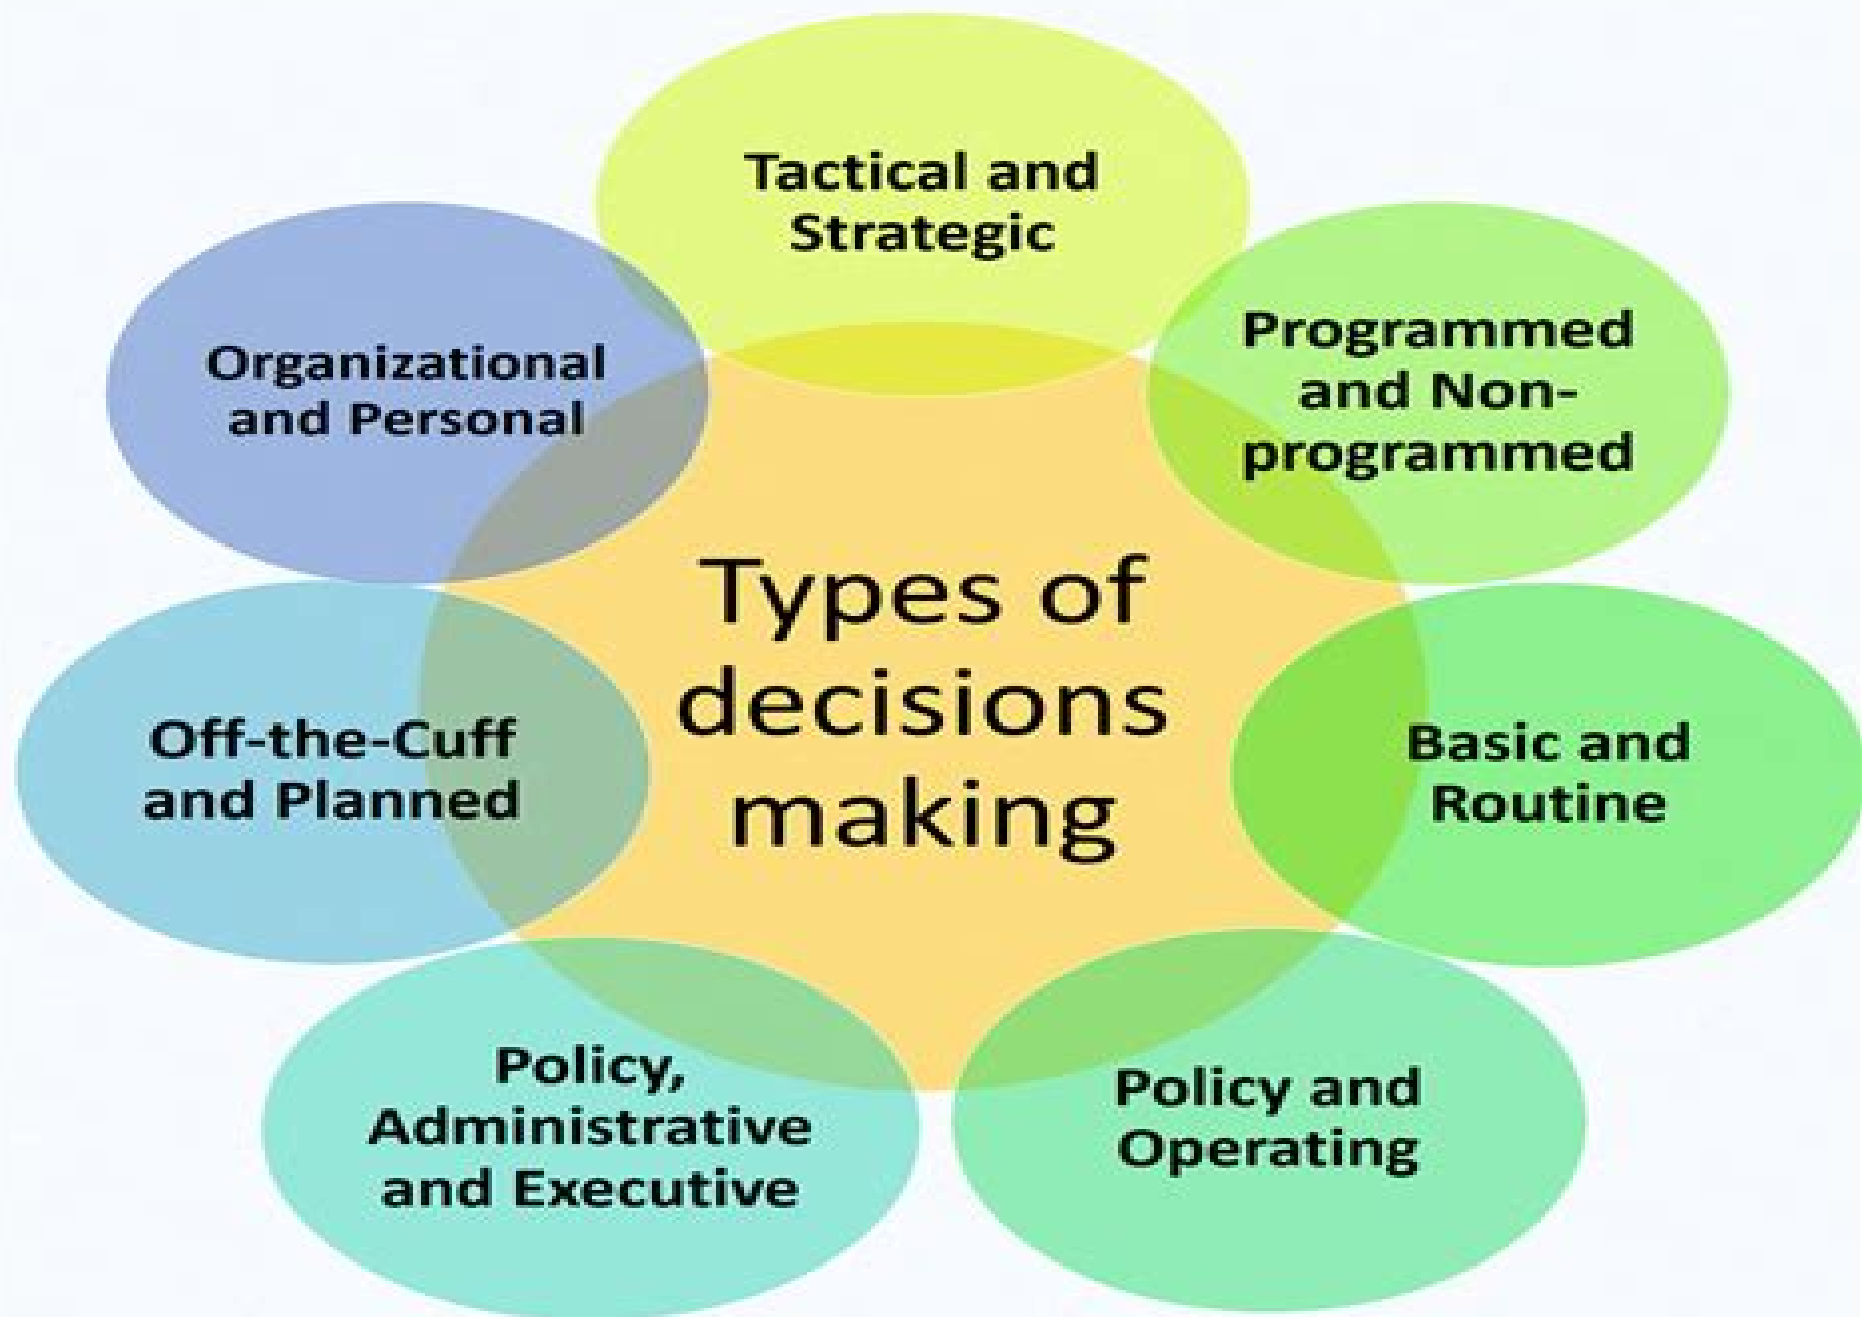 Tactical and
Strategic
Programmed
and Non-
programmed
Basic and
Routine
Policy and
Operating
Policy,
Administrative
and Executive
Off-the-Cuff
and Planned
Organizational
and Personal
Types of
decisions
making